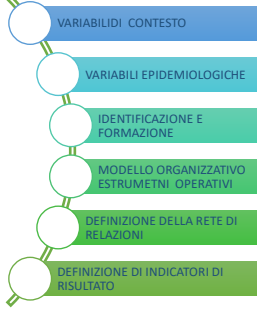 VARIABILIDI CONTESTO
VARIABILI EPIDEMIOLOGICHE
IDENTIFICAZIONE E
FORMAZIONE
MODELLO ORGANIZZATIVO
ESTRUMETNI OPERATIVI
DEFINIZIONE DELLA RETE DI
RELAZIONI
DEFINIZIONE DI INDICATORI DI
RISULTATO